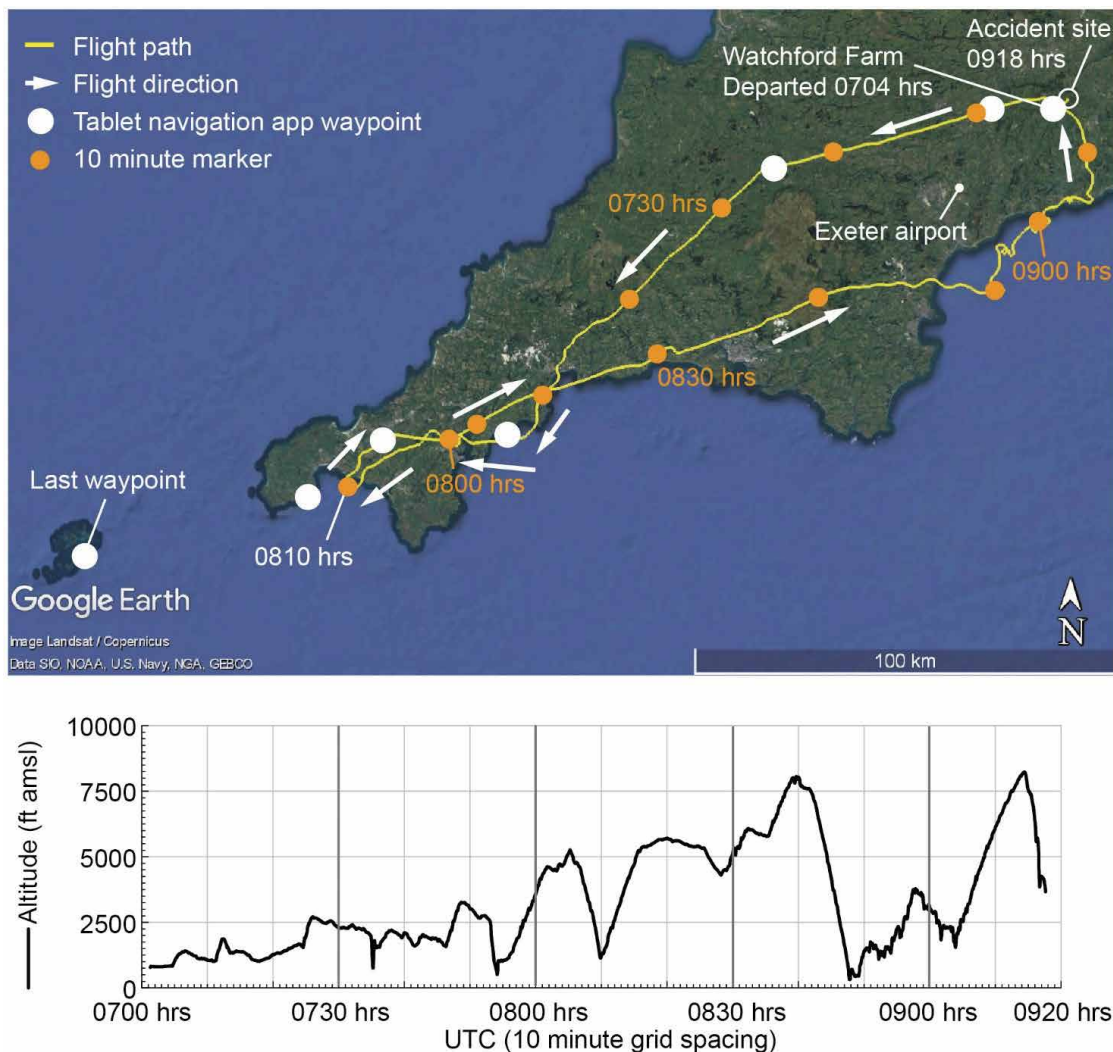 Flight path
Flight direction
Tablet navigation app waypoint
10 minute marker
Accident site
0918 hrs
Watchford Farm
Departed 0704 hrs
0730 hrs
Exeter airport
0900 hrs
0830 hrs
0800 hrs
Last waypoint
0810 hrs
Google Earth
Image Landsat / Copernicus
Data SIO, NOAA, U.S. Navy, NGA, GEBCO
N
100 km
Altitude (ft amsl)
10000
7500
5000
2500
0
0700 hrs
0730 hrs
0800 hrs
0830 hrs
0900 hrs
0920 hrs
UTC (10 minute grid spacing)